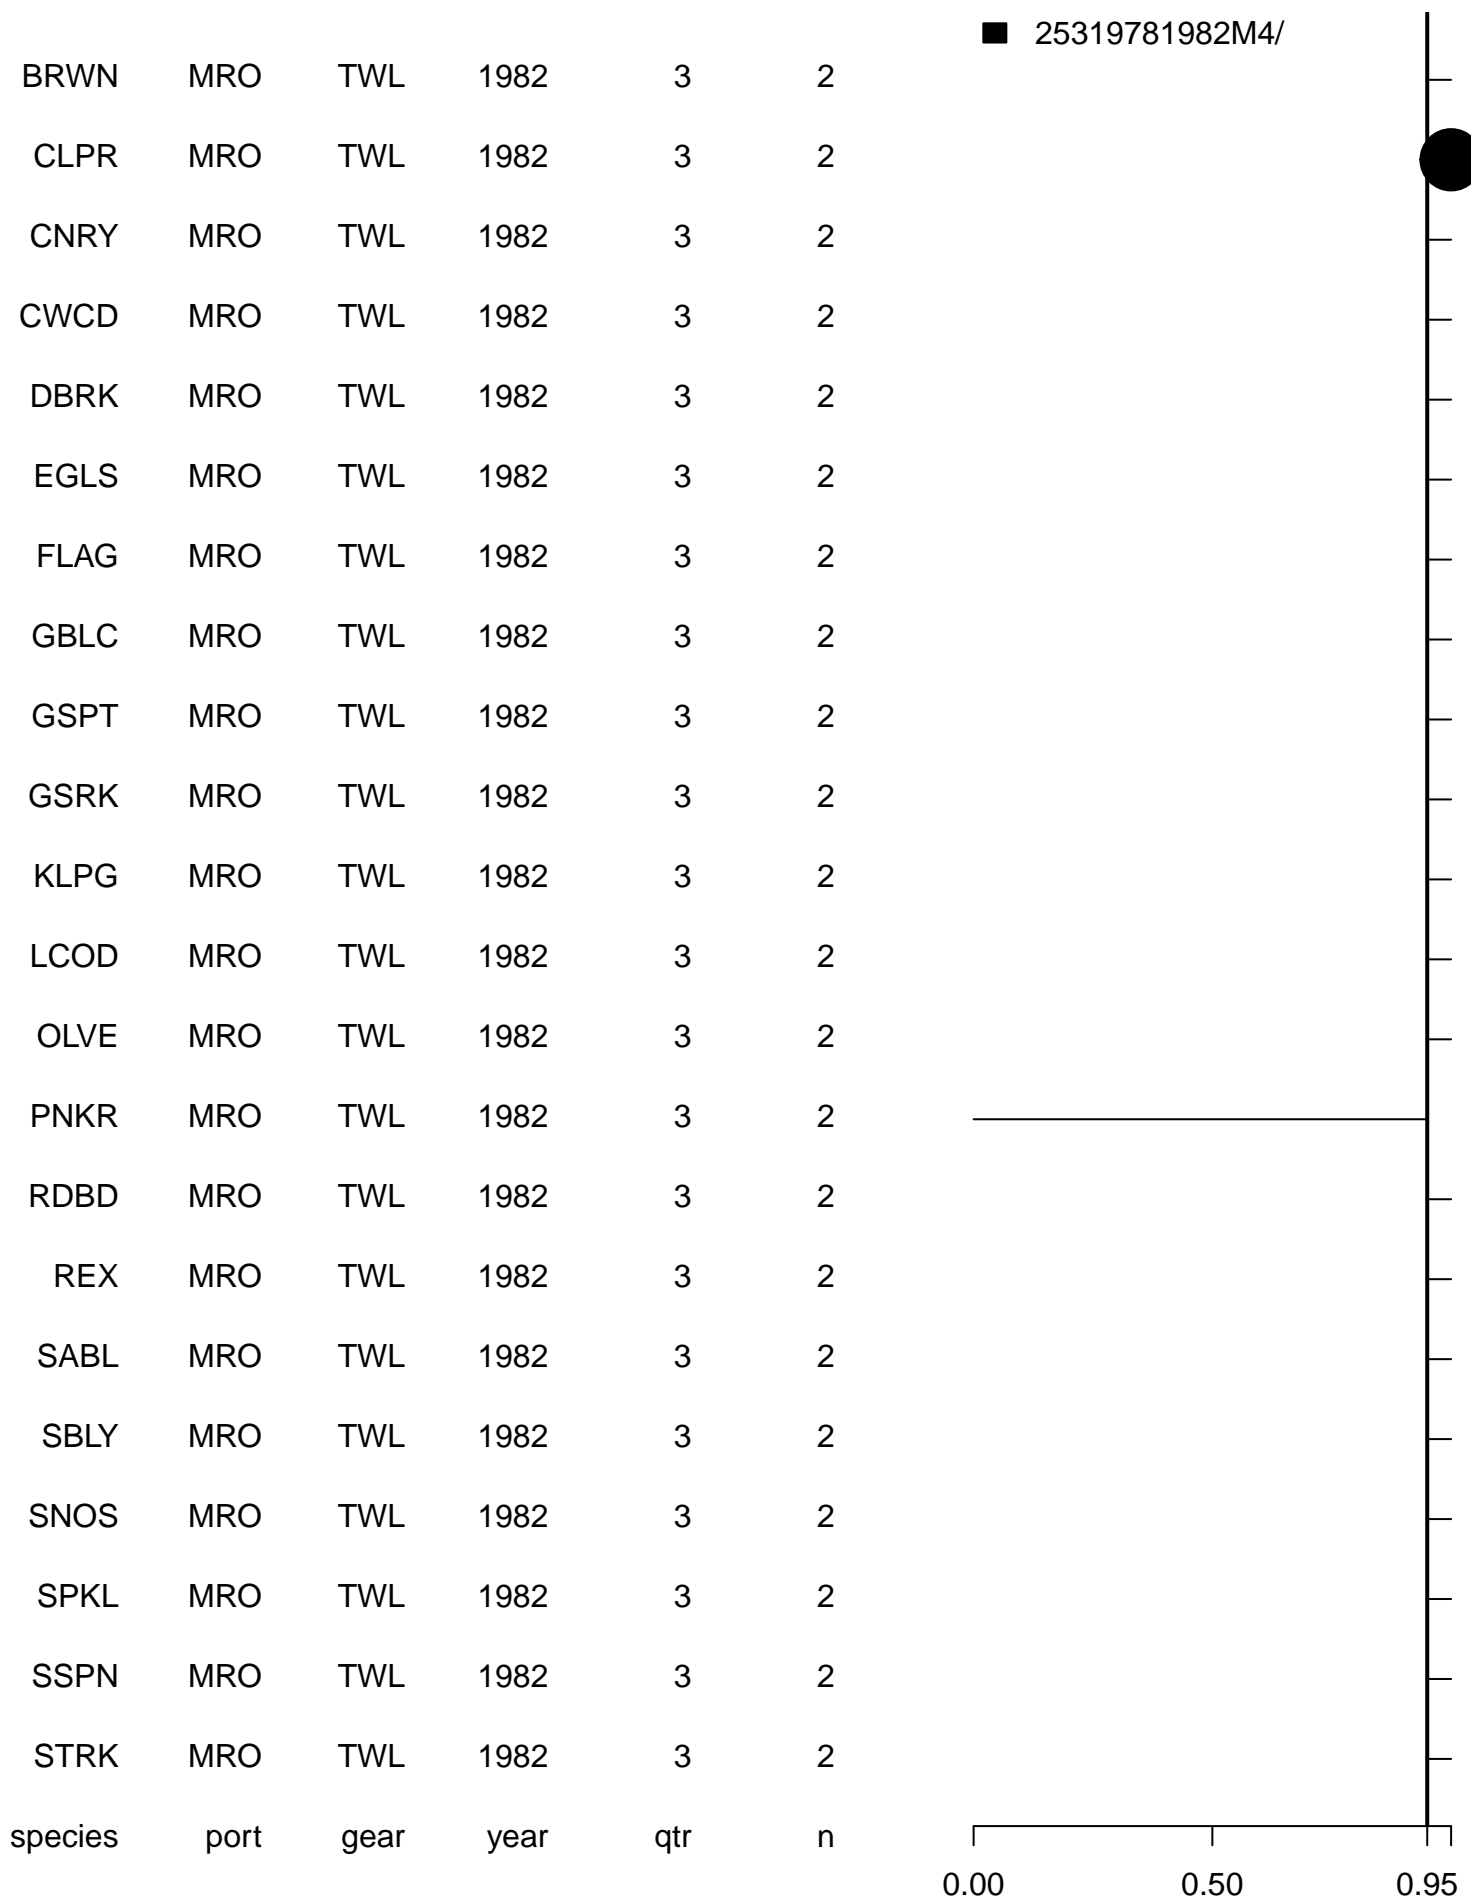 25319781982M4/
BRWN MRO TWL 1982 3 2
CLPR MRO TWL 1982 3 2
CNRY MRO TWL 1982 3 2
CWCD MRO TWL 1982 3 2
DBRK MRO TWL 1982 3 2
EGLS MRO TWL 1982 3 2
FLAG MRO TWL 1982 3 2
GBLC MRO TWL 1982 3 2
GSPT MRO TWL 1982 3 2
GSRK MRO TWL 1982 3 2
KLPG MRO TWL 1982 3 2
LCOD MRO TWL 1982 3 2
OLVE MRO TWL 1982 3 2
PNKR MRO TWL 1982 3 2
RDBD MRO TWL 1982 3 2
REX MRO TWL 1982 3 2
SABL MRO TWL 1982 3 2
SBLY MRO TWL 1982 3 2
SNOS MRO TWL 1982 3 2
SPKL MRO TWL 1982 3 2
SSPN MRO TWL 1982 3 2
STRK MRO TWL 1982 3 2
species port gear year qtr n
0.00 0.50 0.95